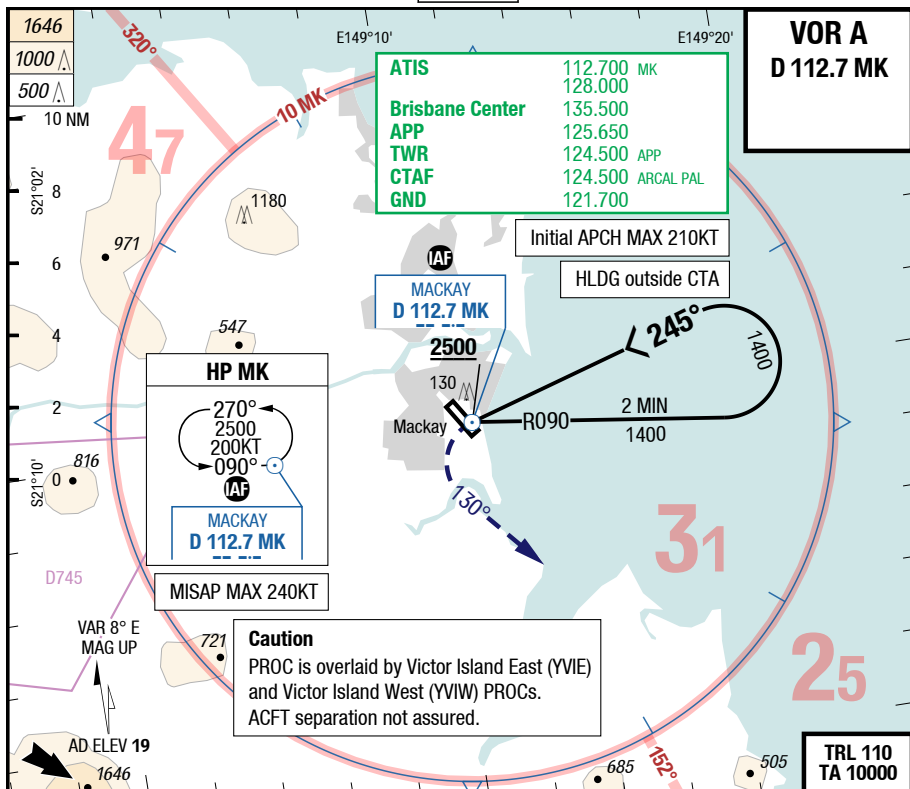 1646
1000
500
10 NM
8
6
4
2
0
S21°02'
S21°10'
E149°10'
E149°20'
VOR A
D 112.7 MK
320°
10 MK
47
ATIS 112.700 MK
128.000
Brisbane Center 135.500
APP 125.650
TWR 124.500 APP
CTAF 124.500 ARCAL PAL
GND 121.700
1180
971
547
Initial APCH MAX 210KT
HLDG outside CTA
IAF
MACKAY
D 112.7 MK
2500
130
Mackay
< 245°
1400
R090
2 MIN
1400
HP MK
270°
2500
200KT
090°
IAF
MACKAY
D 112.7 MK
816
130°
31
D745
MISAP MAX 240KT
VAR 8° E
MAG UP
721
Caution
PROC is overlaid by Victor Island East (YVIE)
and Victor Island West (YVIW) PROCs.
ACFT separation not assured.
25
AD ELEV 19
1646
685
152°
505
TRL 110
TA 10000